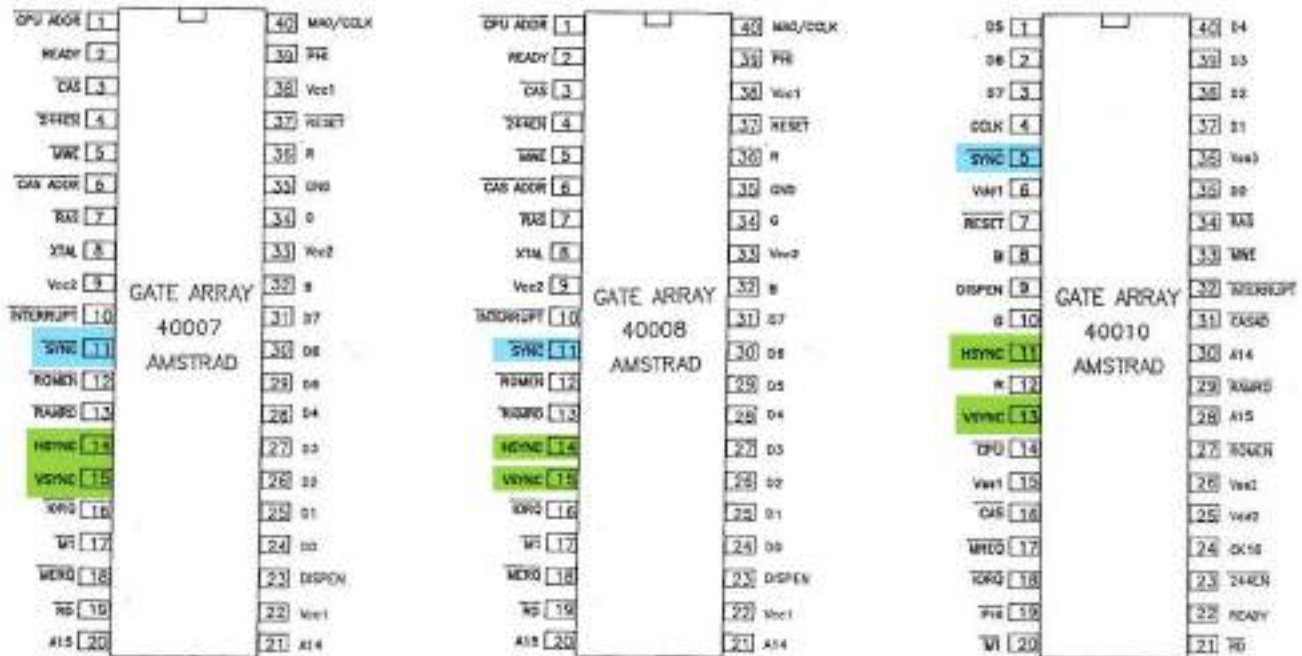 CPU ADDR 1 40 MA0/CCLK
READY 2 39 PHI
CAS 3 38 Vcc1
244EN 4 37 RESET
MWE 5 36 R
CAS ADDR 6 35 GND
RAS 7 34 G
XTAL 8 33 Vcc2
Vcc2 9 32 B
INTERRUPT 10 31 D7
SYNC 11 30 D6
ROMEN 12 29
RAMRD 13 28 D4
HSYNC 14 27 D3
VSYNC 15 26 D2
IORQ 16 25 D1
M1 17 24 D0
MERQ 18 23 DISPEN
RD 19 22 Vcc1
A15 20 21 A14
GATE ARRAY
40007
AMSTRAD
CPU ADDR 1 40 MA0/CCLK
READY 2 39 PHI
CAS 3 38 Vcc1
244EN 4 37 RESET
MWE 5 36 R
CAS ADDR 6 35 GND
RAS 7 34 G
XTAL 8 33 Vcc2
Vcc2 9 32 B
INTERRUPT 10 31 D7
SYNC 11 30 D6
ROMEN 12 29 D5
RAMRD 13 28 D4
HSYNC 14 27 D3
VSYNC 15 26 D2
IORQ 16 25 D1
M1 17 24 D0
MERQ 18 23 DISPEN
RD 19 22 Vcc1
A15 20 21 A14
GATE ARRAY
40008
AMSTRAD
D5 1 40 D4
D6 2 39 D3
D7 3 38 D2
CCLK 4 37 D1
SYNC 5 36
6 35 D0
RESET 7 34 RAS
B 8 33 MWE
DISPEN 9 32 INTERRUPT
G 10 31 CASAD
HSYNC 11 30 A14
R 12 29 RAMRD
VSYNC 13 28 A15
CPU 14 27 ROMEN
15 26
CAS 16 25
MREQ 17 24 CK16
IORQ 18 23 244EN
PHI 19 22 READY
M1 20 21 RD
GATE ARRAY
40010
AMSTRAD